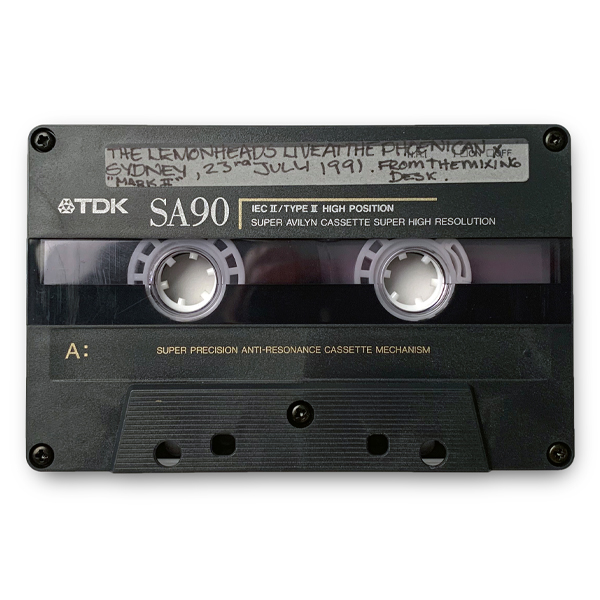 THE LEMONHEADS LIVE AT THE PHOENICAN X
SYDNEY, 23rd JULY 1991. FROM THE MIXING
"MARK II" DESK.
TDK SA90 IEC II/TYPE II HIGH POSITION
SUPER AVILYN CASSETTE SUPER HIGH RESOLUTION
A: SUPER PRECISION ANTI-RESONANCE CASSETTE MECHANISM